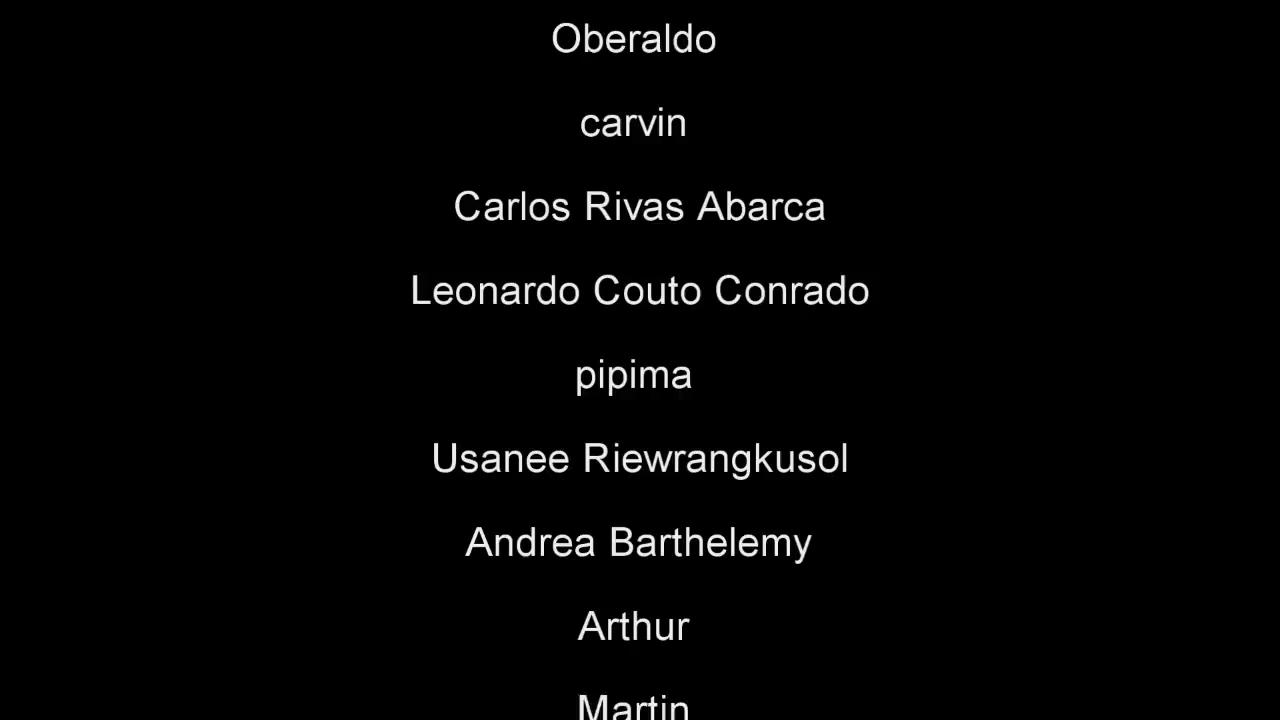 Oberaldo
carvin
Carlos Rivas Abarca
Leonardo Couto Conrado
pipima
Usanee Riewrangkusol
Andrea Barthelemy
Arthur
Martin